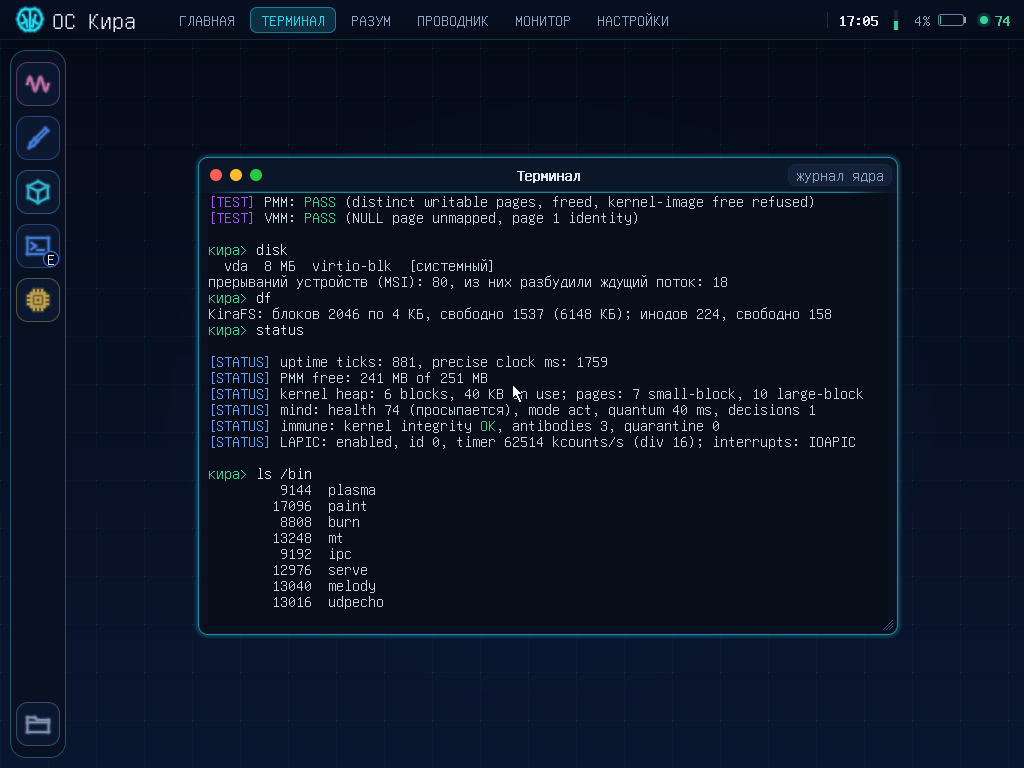 ОС Кира ГЛАВНАЯ ТЕРМИНАЛ РАЗУМ ПРОВОДНИК МОНИТОР НАСТРОЙКИ 17:05 4% 74
E
Терминал журнал ядра
[TEST] PMM: PASS (distinct writable pages, freed, kernel-image free refused)
[TEST] VMM: PASS (NULL page unmapped, page 1 identity)
кира> disk
vda 8 МБ virtio-blk [системный]
прерываний устройств (MSI): 80, из них разбудили ждущий поток: 18
кира> df
KiraFS: блоков 2046 по 4 КБ, свободно 1537 (6148 КБ); инодов 224, свободно 158
кира> status
[STATUS] uptime ticks: 881, precise clock ms: 1759
[STATUS] PMM free: 241 MB of 251 MB
[STATUS] kernel heap: 6 blocks, 40 KB in use; pages: 7 small-block, 10 large-block
[STATUS] mind: health 74 (просыпается), mode act, quantum 40 ms, decisions 1
[STATUS] immune: kernel integrity OK, antibodies 3, quarantine 0
[STATUS] LAPIC: enabled, id 0, timer 62514 kcounts/s (div 16); interrupts: IOAPIC
кира> ls /bin
9144 plasma
17096 paint
8808 burn
13248 mt
9192 ipc
12976 serve
13040 melody
13016 udpecho